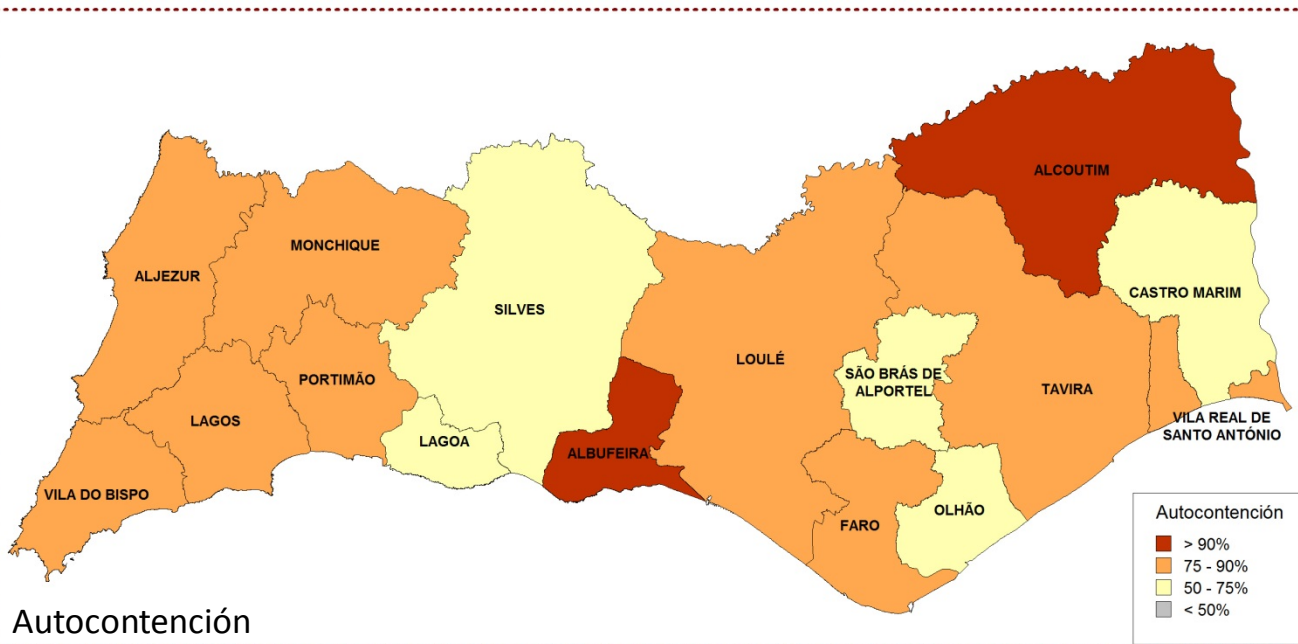 ALCOUTIM
MONCHIQUE
ALJEZUR
CASTRO MARIM
SILVES
LOULÉ
SÃO BRÁS DE
ALPORTEL
PORTIMÃO
TAVIRA
LAGOS
VILA REAL DE
SANTO ANTÓNIO
LAGOA
ALBUFEIRA
VILA DO BISPO
OLHÃO
FARO
Autocontención
> 90%
75 - 90%
50 - 75%
< 50%
Autocontención